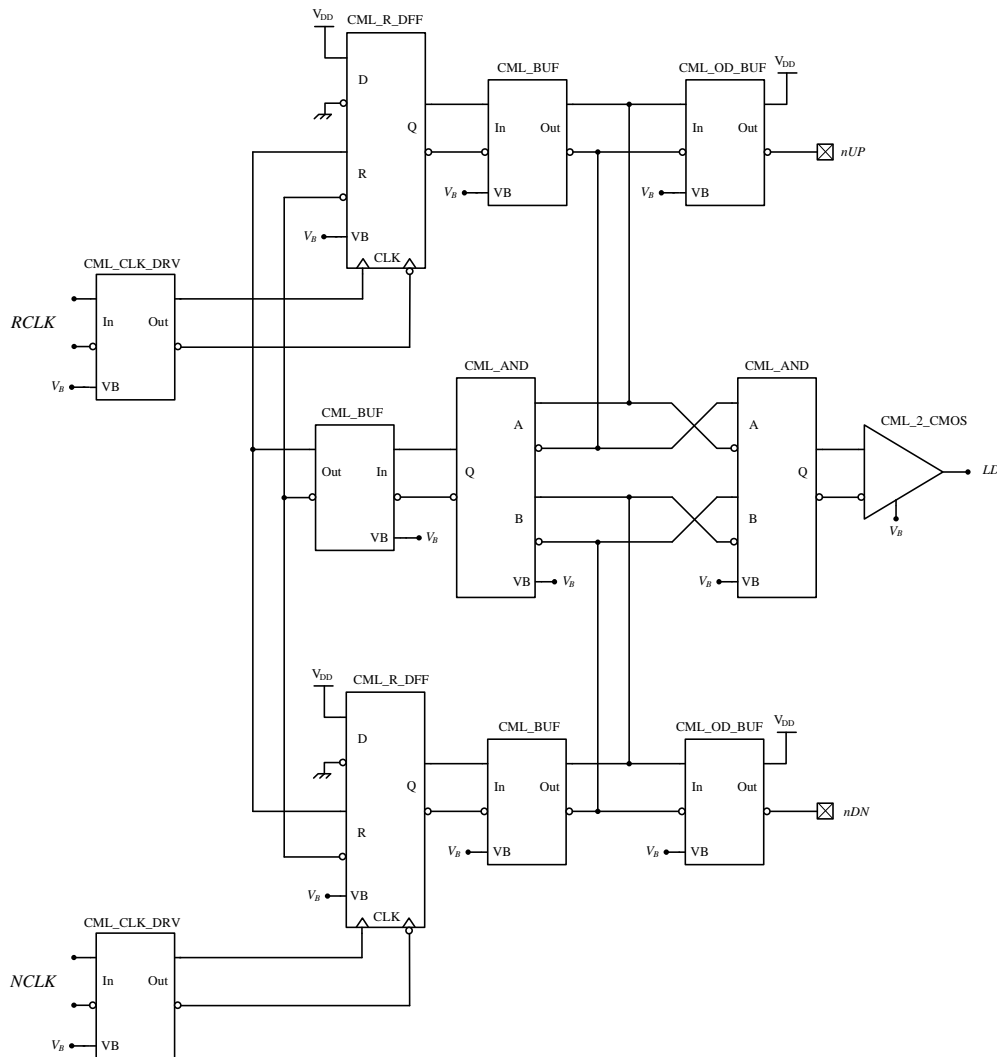 CML_R_DFF
V_DD
D
Q
R
V_B
VB
CLK
CML_BUF
In
Out
V_B
VB
CML_OD_BUF
V_DD
In
Out
V_B
VB
nUP
CML_CLK_DRV
RCLK
In
Out
V_B
VB
CML_BUF
Out
In
VB
V_B
CML_AND
A
Q
B
VB
V_B
CML_AND
A
Q
B
V_B
VB
CML_2_CMOS
LD
V_B
CML_R_DFF
V_DD
D
Q
R
V_B
VB
CLK
CML_BUF
In
Out
V_B
VB
CML_OD_BUF
V_DD
In
Out
V_B
VB
nDN
CML_CLK_DRV
NCLK
In
Out
V_B
VB